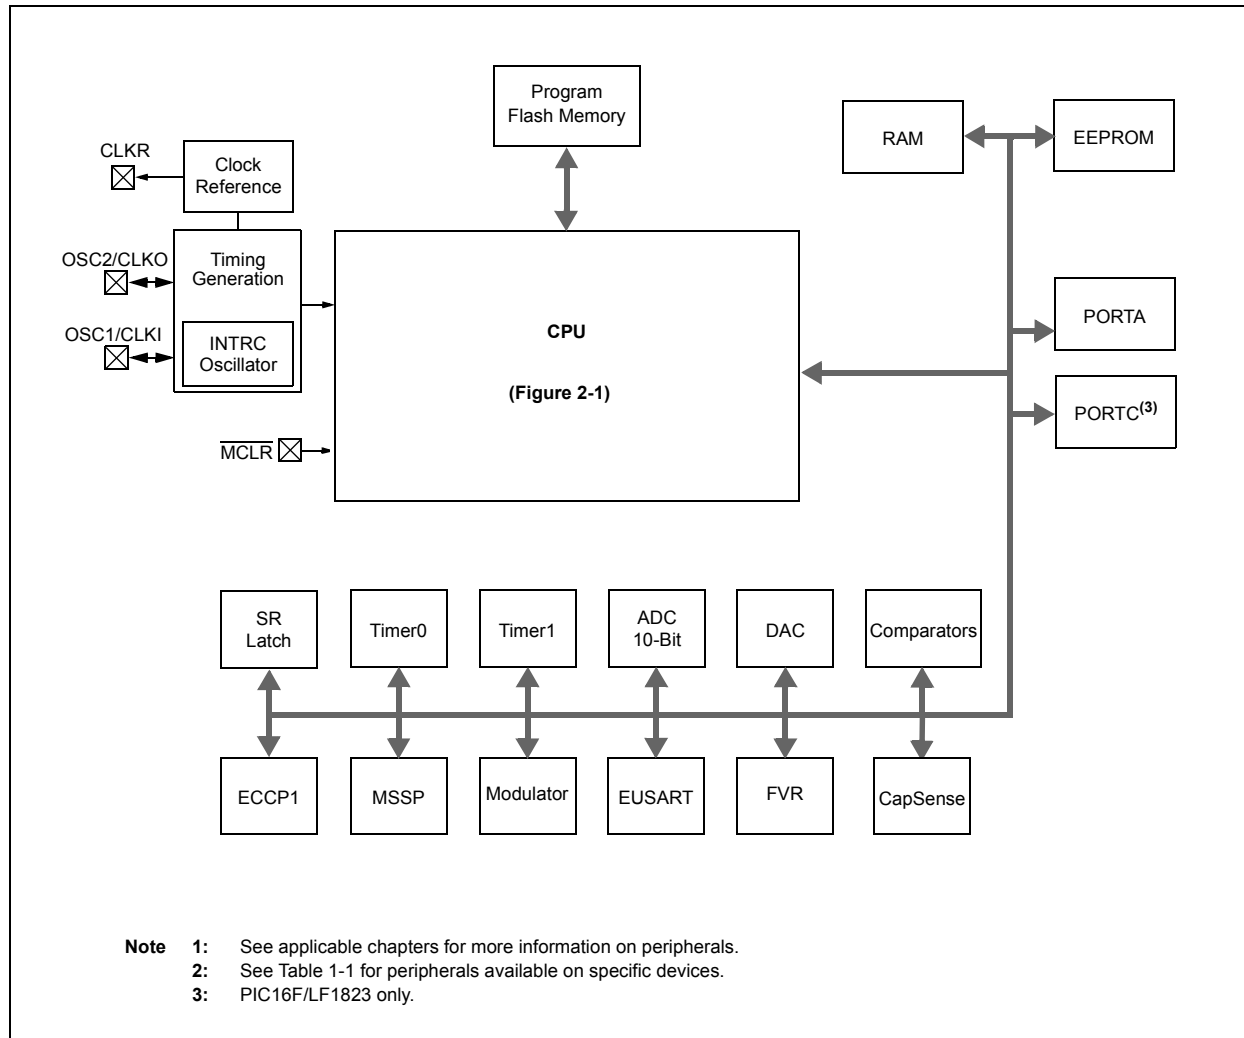 Program
Flash Memory
RAM
EEPROM
CLKR
Clock
Reference
OSC2/CLKO
Timing
Generation
OSC1/CLKI
INTRC
Oscillator
CPU
(Figure 2-1)
MCLR
PORTA
PORTC(3)
SR
Latch
Timer0
Timer1
ADC
10-Bit
DAC
Comparators
ECCP1
MSSP
Modulator
EUSART
FVR
CapSense
Note 1: See applicable chapters for more information on peripherals.
2: See Table 1-1 for peripherals available on specific devices.
3: PIC16F/LF1823 only.